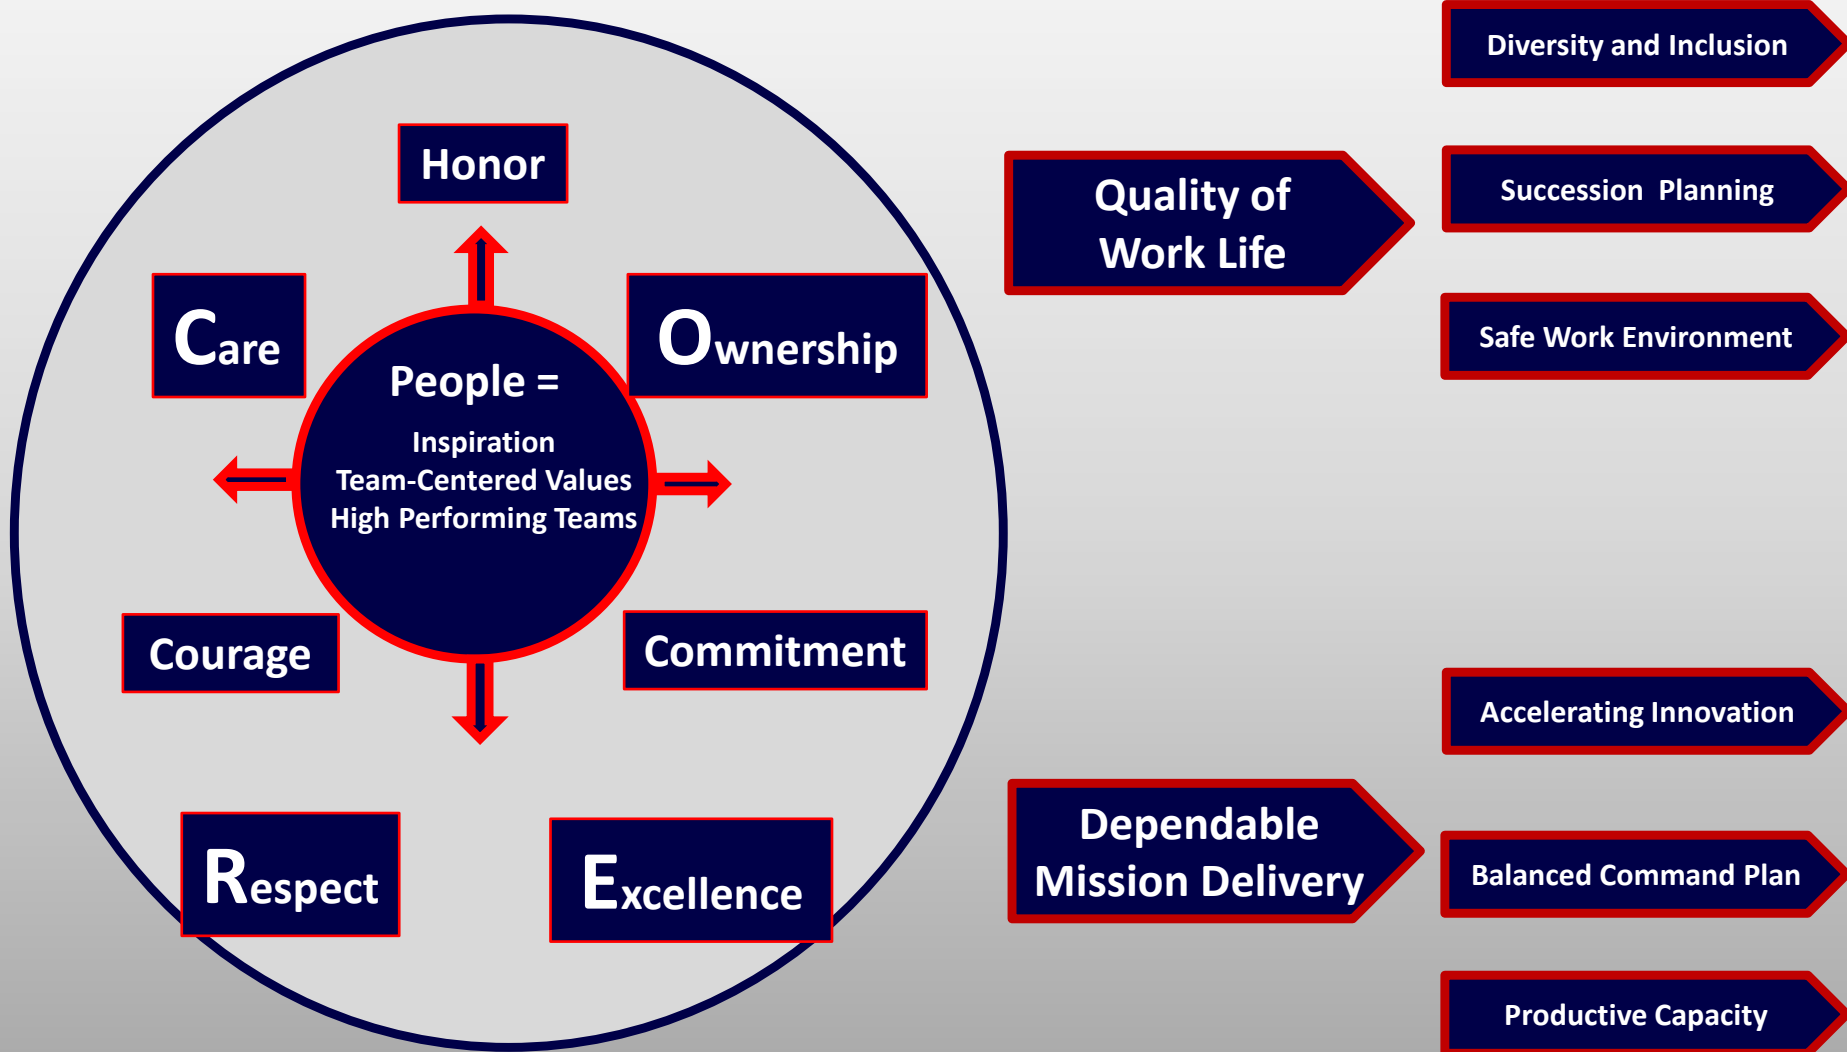 Honor
Care
Ownership
People =
Inspiration
Team-Centered Values
High Performing Teams
Courage
Commitment
Respect
Excellence
Quality of
Work Life
Diversity and Inclusion
Succession Planning
Safe Work Environment
Dependable
Mission Delivery
Accelerating Innovation
Balanced Command Plan
Productive Capacity